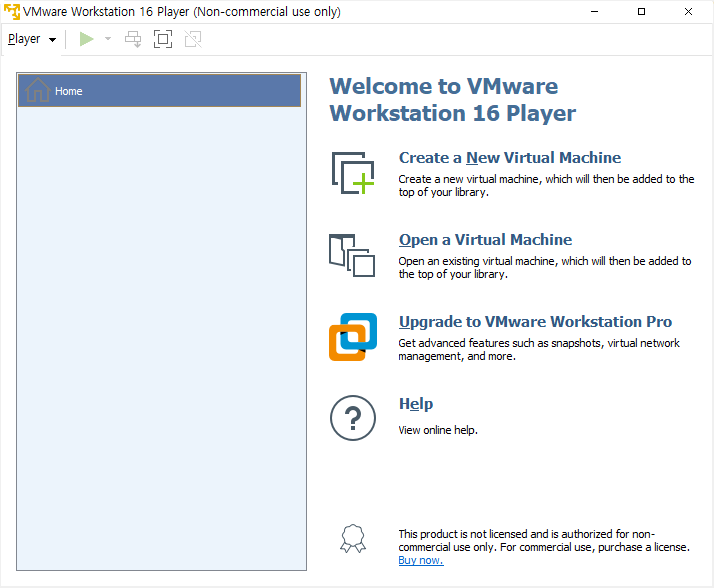 VMware Workstation 16 Player (Non-commercial use only)
Player
Home
Welcome to VMware
Workstation 16 Player
Create a New Virtual Machine
Create a new virtual machine, which will then be added to the
top of your library.
Open a Virtual Machine
Open an existing virtual machine, which will then be added to
the top of your library.
Upgrade to VMware Workstation Pro
Get advanced features such as snapshots, virtual network
management, and more.
Help
View online help.
This product is not licensed and is authorized for non-
commercial use only. For commercial use, purchase a license.
Buy now.